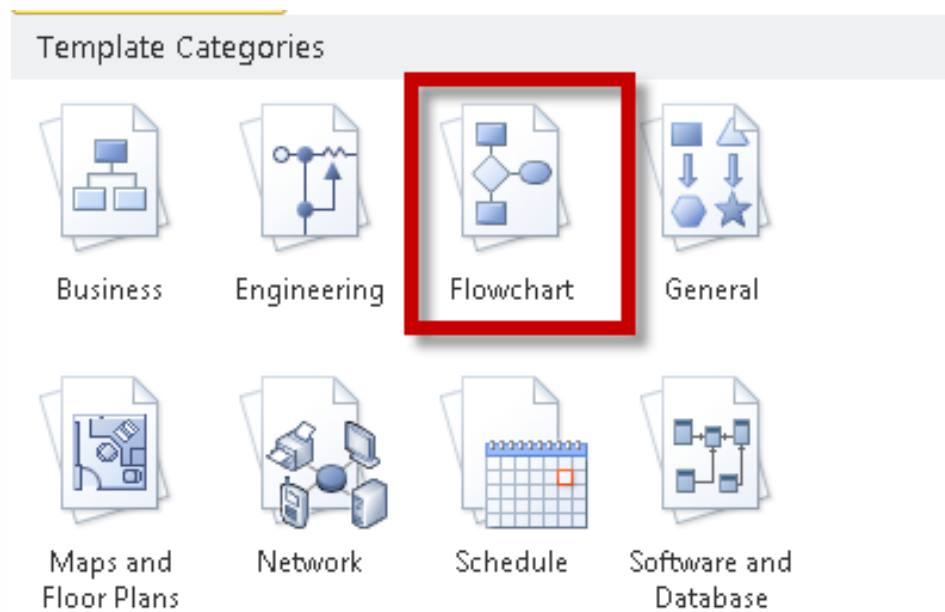 Template Categories
Business
Engineering
Flowchart
General
Maps and
Floor Plans
Network
Schedule
Software and
Database